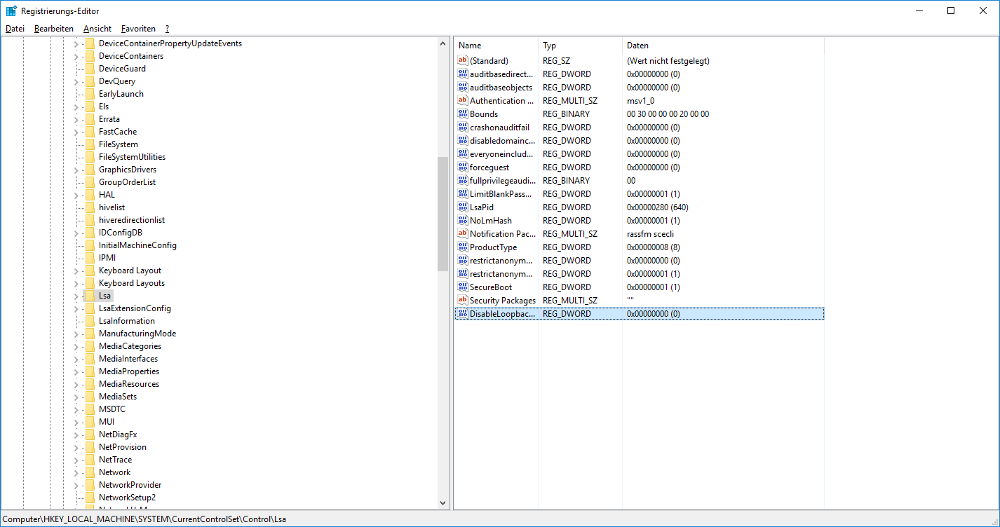 Registrierungs-Editor
Datei Bearbeiten Ansicht Favoriten ?
DeviceContainerPropertyUpdateEvents
DeviceContainers
DeviceGuard
DevQuery
EarlyLaunch
Els
Errata
FastCache
FileSystem
FileSystemUtilities
GraphicsDrivers
GroupOrderList
HAL
hivelist
hiveredirectionlist
IDConfigDB
InitialMachineConfig
IPMI
Keyboard Layout
Keyboard Layouts
Lsa
LsaExtensionConfig
LsaInformation
ManufacturingMode
MediaCategories
MediaInterfaces
MediaProperties
MediaResources
MediaSets
MSDTC
MUI
NetDiagFx
NetProvision
NetTrace
Network
NetworkProvider
NetworkSetup2
Name Typ Daten
(Standard) REG_SZ (Wert nicht festgelegt)
auditbasedirect... REG_DWORD 0x00000000 (0)
auditbaseobjects REG_DWORD 0x00000000 (0)
Authentication ... REG_MULTI_SZ msv1_0
Bounds REG_BINARY 00 30 00 00 00 20 00 00
crashonauditfail REG_DWORD 0x00000000 (0)
disabledomainc... REG_DWORD 0x00000000 (0)
everyoneinclud... REG_DWORD 0x00000000 (0)
forceguest REG_DWORD 0x00000000 (0)
fullprivilegeaudi... REG_BINARY 00
LimitBlankPass... REG_DWORD 0x00000001 (1)
LsaPid REG_DWORD 0x00000280 (640)
NoLmHash REG_DWORD 0x00000001 (1)
Notification Pac... REG_MULTI_SZ rassfm scecli
ProductType REG_DWORD 0x00000008 (8)
restrictanonym... REG_DWORD 0x00000000 (0)
restrictanonym... REG_DWORD 0x00000001 (1)
SecureBoot REG_DWORD 0x00000001 (1)
Security Packages REG_MULTI_SZ ""
DisableLoopbac... REG_DWORD 0x00000000 (0)
Computer\HKEY_LOCAL_MACHINE\SYSTEM\CurrentControlSet\Control\Lsa